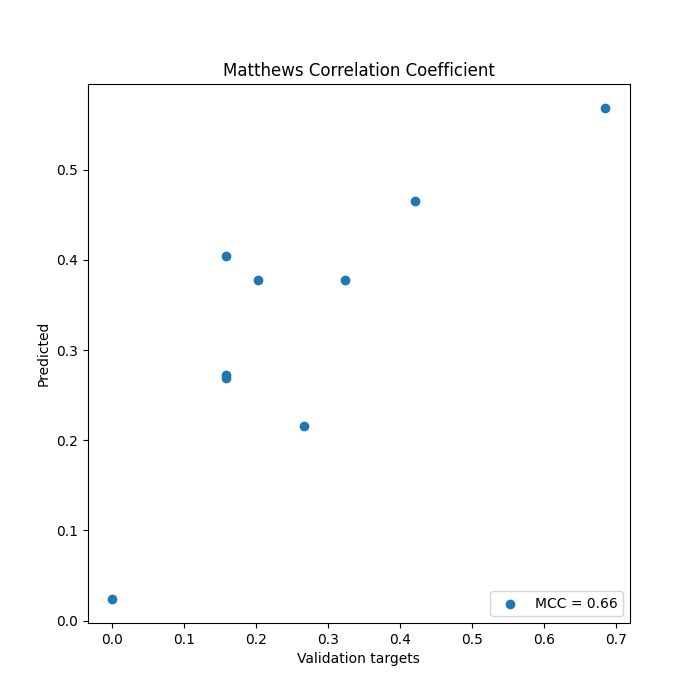 Matthews Correlation Coefficient
0.5
0.4
0.3
0.2
0.1
0.0
Predicted
MCC = 0.66
0.0 0.1 0.2 0.3 0.4 0.5 0.6 0.7
Validation targets